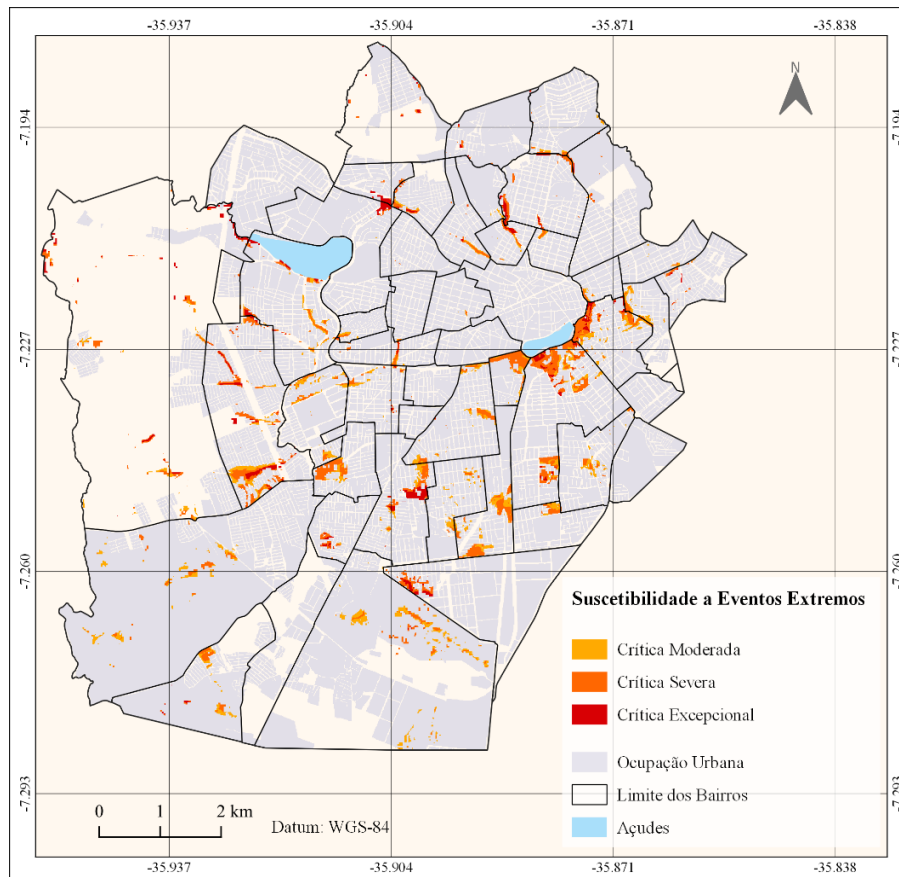 -35.937 -35.904 -35.871 -35.838
N
-7.194 -7.194
-7.227 -7.227
-7.260 -7.260
Suscetibilidade a Eventos Extremos
Crítica Moderada
Crítica Severa
Crítica Excepcional
Ocupação Urbana
Limite dos Bairros
Açudes
-7.293 -7.293
0 1 2 km
Datum: WGS-84
-35.937 -35.904 -35.871 -35.838